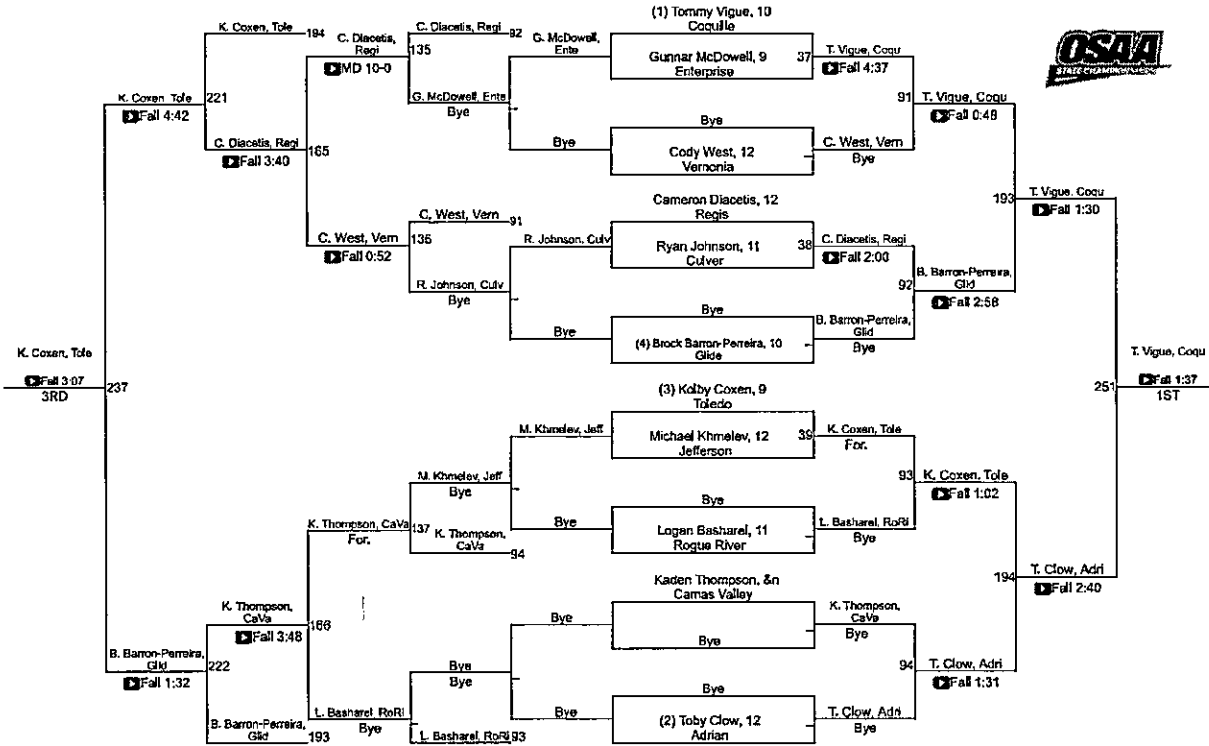 (1) Tommy Vigue, 10
Coquille
Gunnar McDowell, 9
Enterprise
37
Bye
Cody West, 12
Vernonia
Cameron Diacetis, 12
Regis
Ryan Johnson, 11
Culver
38
Bye
(4) Brock Barron-Perreira, 10
Glide
(3) Kolby Coxen, 9
Toledo
Michael Khmelev, 12
Jefferson
39
Bye
Logan Basharel, 11
Rogue River
Kaden Thompson, &n
Camas Valley
Bye
Bye
(2) Toby Clow, 12
Adrian
T. Vigue, Coqu
Fall 4:37
91
C. West, Vern
Bye
C. Diacetis, Regi
Fall 2:00
92
B. Barron-Perreira,
Glid
Bye
K. Coxen, Tole
For.
93
L. Basharel, RoRi
Bye
K. Thompson,
CaVa
Bye
94
T. Clow, Adri
Bye
T. Vigue, Coqu
Fall 0:48
193
B. Barron-Perreira,
Glid
Fall 2:58
K. Coxen, Tole
Fall 1:02
194
T. Clow, Adri
Fall 1:31
T. Vigue, Coqu
Fall 1:30
251
T. Clow, Adri
Fall 2:40
T. Vigue, Coqu
Fall 1:37
1ST
OSAA
STATE CHAMPIONSHIPS
G. McDowell,
Ente
Bye
R. Johnson, Culv
Bye
M. Khmelev, Jeff
Bye
Bye
Bye
C. Diacetis, Regi
92
G. McDowell, Ente
Bye
C. West, Vern
91
R. Johnson, Culv
Bye
M. Khmelev, Jeff
Bye
K. Thompson,
CaVa
94
Bye
Bye
L. Basharel, RoRi
93
C. Diacetis,
Regi
MD 10-0
135
C. West, Vern
Fall 0:52
136
K. Thompson, CaVa
For.
137
L. Basharel, RoRi
Bye
K. Coxen, Tole
194
C. Diacetis, Regi
Fall 3:40
165
K. Thompson,
CaVa
Fall 3:48
166
B. Barron-Perreira,
Glid
193
K. Coxen, Tole
Fall 4:42
221
B. Barron-Perreira,
Glid
Fall 1:32
222
K. Coxen, Tole
Fall 3:07
3RD
237